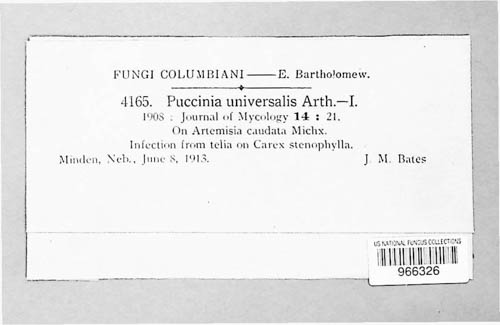 FUNGI COLUMBIANI—E. Bartholomew.
4165. Puccinia universalis Arth.—I.
1908 : Journal of Mycology 14 : 21.
On Artemisia caudata Michx.
Infection from telia on Carex stenophylla.
Minden, Neb., June 8, 1913. J. M. Bates
US NATIONAL FUNGUS COLLECTIONS
966326